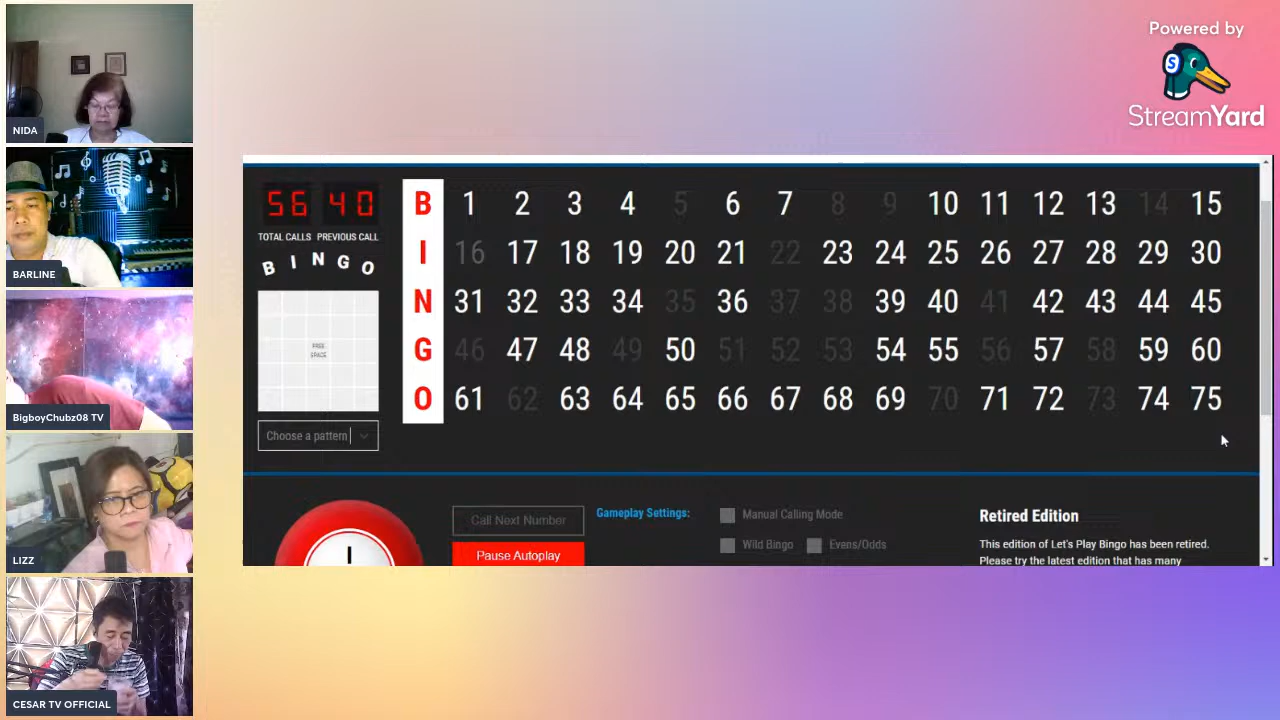 NIDA
BARLINE
BigboyChubz08 TV
LIZZ
CESAR TV OFFICIAL
Powered by
S
StreamYard
56 40
TOTAL CALLS PREVIOUS CALL
B I N G O
FREE
SPACE
Choose a pattern
B 1 2 3 4 5 6 7 8 9 10 11 12 13 14 15
I 16 17 18 19 20 21 22 23 24 25 26 27 28 29 30
N 31 32 33 34 35 36 37 38 39 40 41 42 43 44 45
G 46 47 48 49 50 51 52 53 54 55 56 57 58 59 60
O 61 62 63 64 65 66 67 68 69 70 71 72 73 74 75
I
Call Next Number
Pause Autoplay
Gameplay Settings:
Manual Calling Mode
Wild Bingo Evens/Odds
Retired Edition
This edition of Let's Play Bingo has been retired.
Please try the latest edition that has many